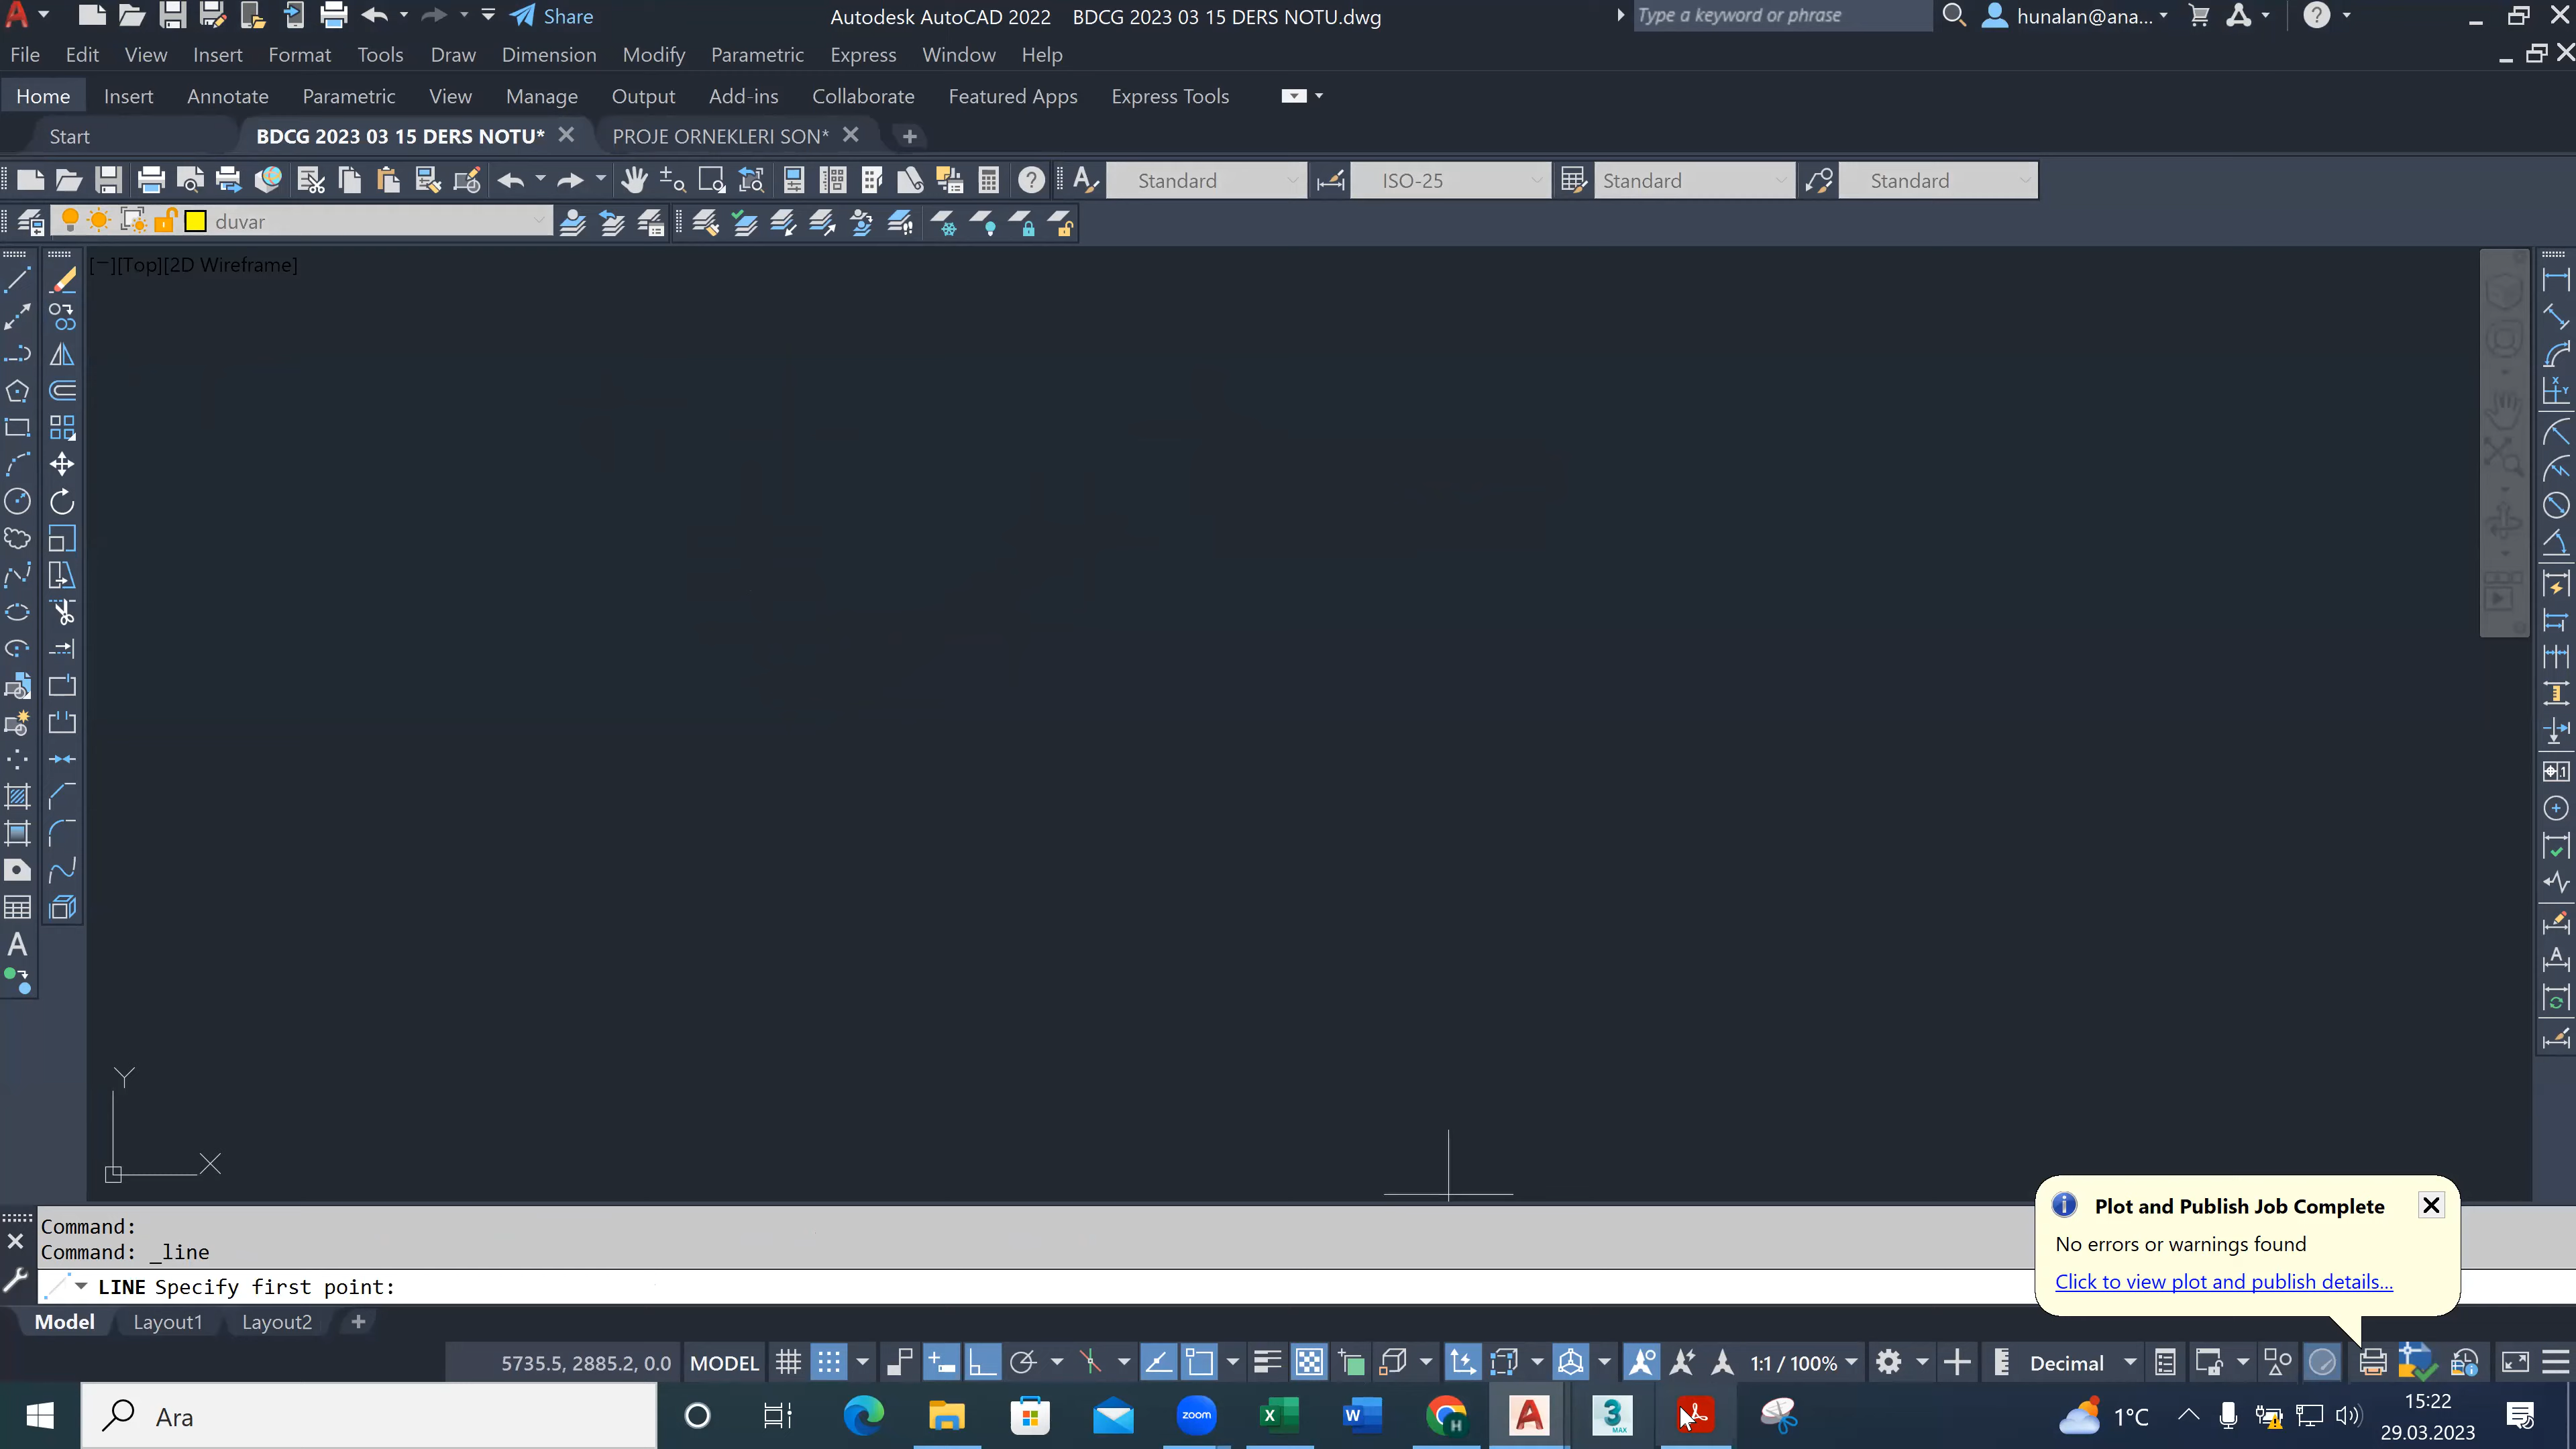 Share
Autodesk AutoCAD 2022 BDCG 2023 03 15 DERS NOTU.dwg
Type a keyword or phrase
hunalan@ana...
File Edit View Insert Format Tools Draw Dimension Modify Parametric Express Window Help
Home Insert Annotate Parametric View Manage Output Add-ins Collaborate Featured Apps Express Tools
Start BDCG 2023 03 15 DERS NOTU* PROJE ORNEKLERI SON*
Standard ISO-25 Standard Standard
duvar
[−][Top][2D Wireframe]
Y
X
Command:
Command: _line
LINE Specify first point:
Plot and Publish Job Complete
No errors or warnings found
Click to view plot and publish details...
Model Layout1 Layout2
5735.5, 2885.2, 0.0 MODEL 1:1 / 100% Decimal
Ara
zoom
1°C
15:22
29.03.2023